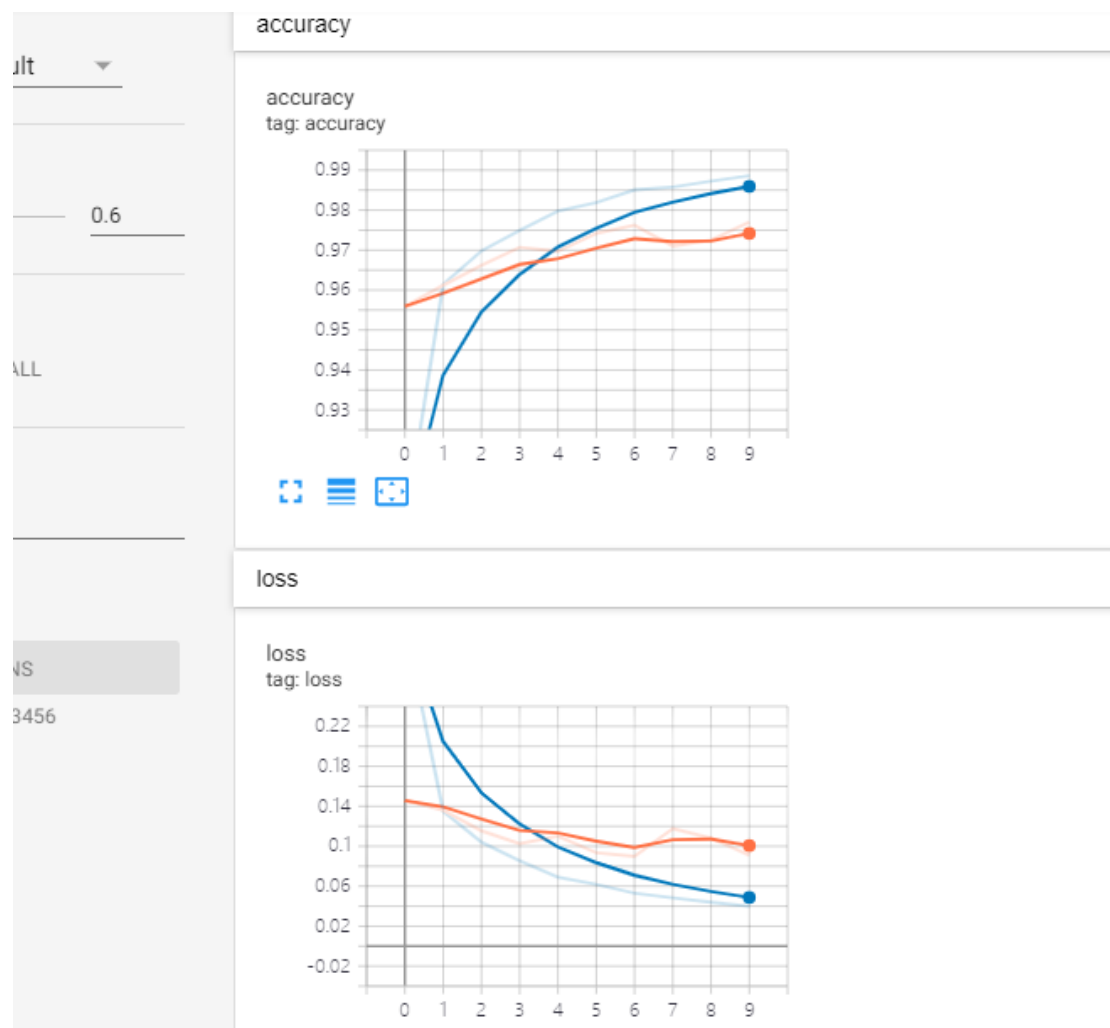 accuracy
ult
accuracy
tag: accuracy
0.99
0.98
0.6
0.97
0.96
0.95
0.94
ALL
0.93
0 1 2 3 4 5 6 7 8 9
loss
loss
NS
tag: loss
3456
0.22
0.18
0.14
0.1
0.06
0.02
-0.02
0 1 2 3 4 5 6 7 8 9